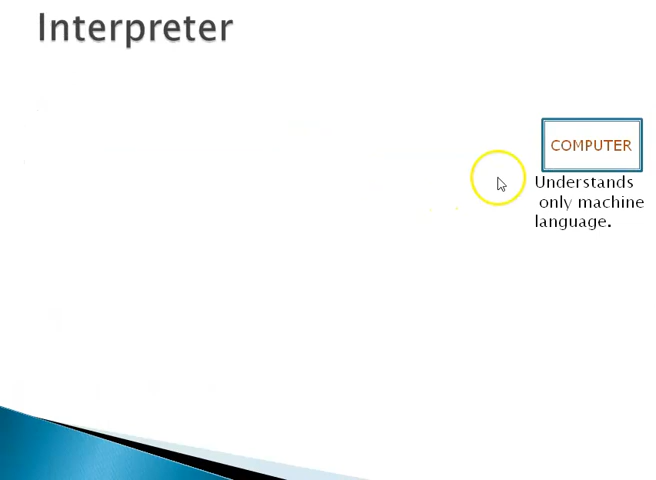 Interpreter
COMPUTER
Understands
only machine
language.